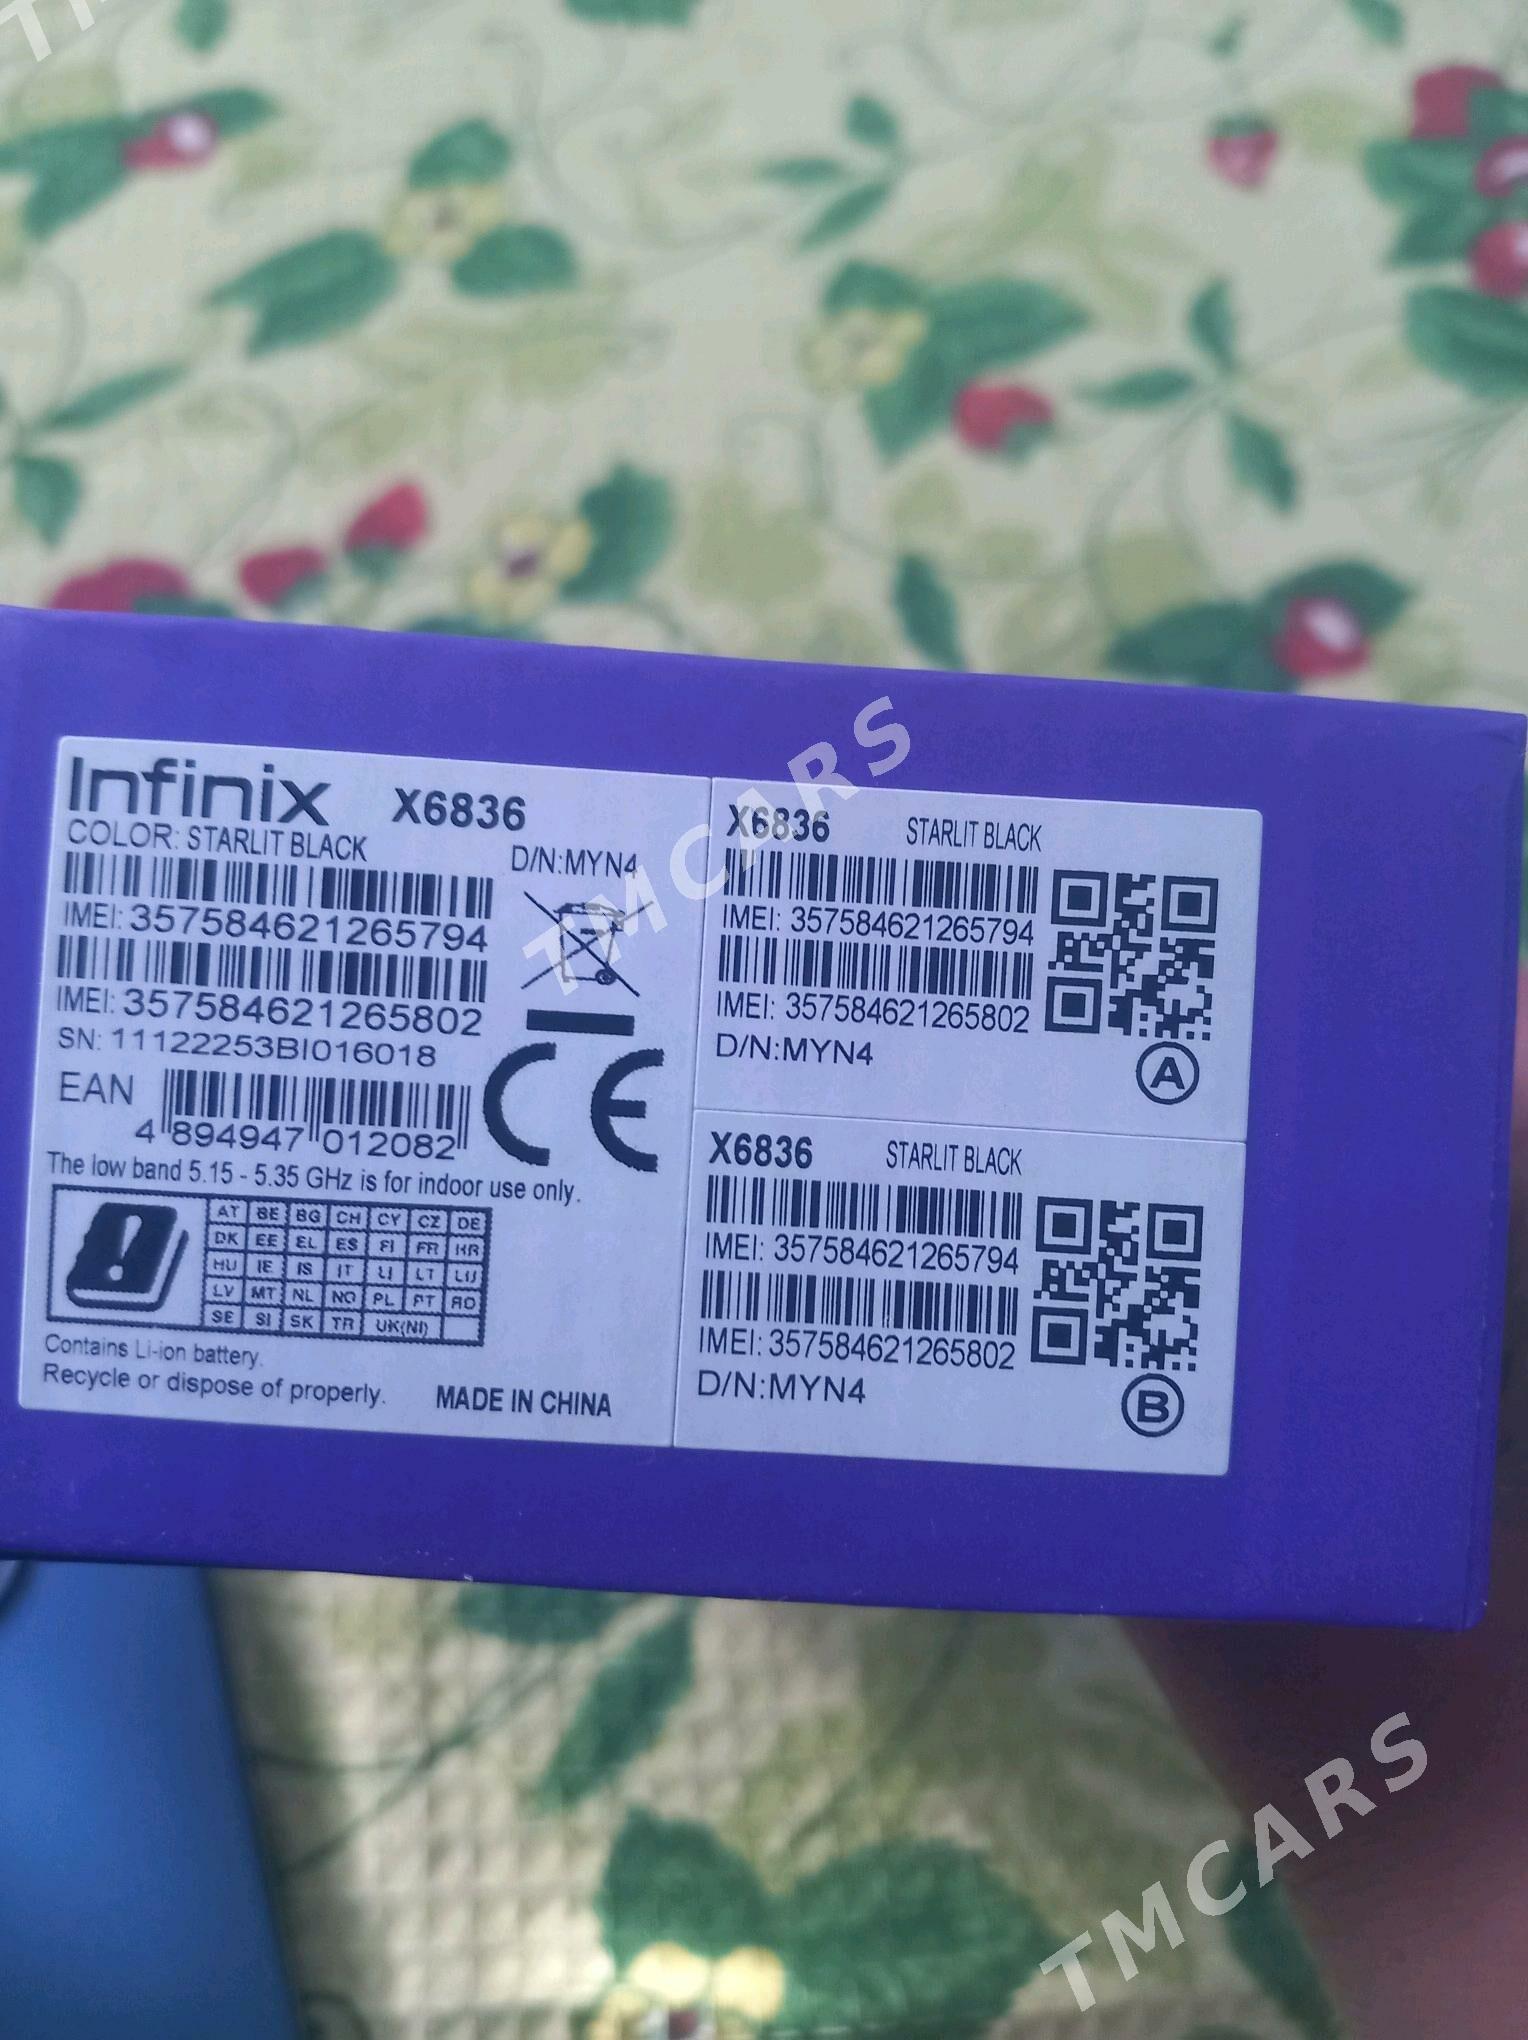 Infinix X6836
COLOR: STARLIT BLACK
D/N:MYN4
IMEI: 357584621265794
IMEI: 357584621265802
SN: 11122253BI016018
EAN
4 894947 012082
CE
The low band 5.15 - 5.35 GHz is for indoor use only.
AT BE BG CH CY CZ DE
DK EE EL ES FI FR HR
HU IE IS IT LI LT LU
LV MT NL NO PL PT RO
SE SI SK TR UK(NI)
Contains Li-ion battery.
Recycle or dispose of properly.
MADE IN CHINA
X6836 STARLIT BLACK
IMEI: 357584621265794
IMEI: 357584621265802
D/N:MYN4
A
X6836 STARLIT BLACK
IMEI: 357584621265794
IMEI: 357584621265802
D/N:MYN4
B
TMCARS
TMCARS